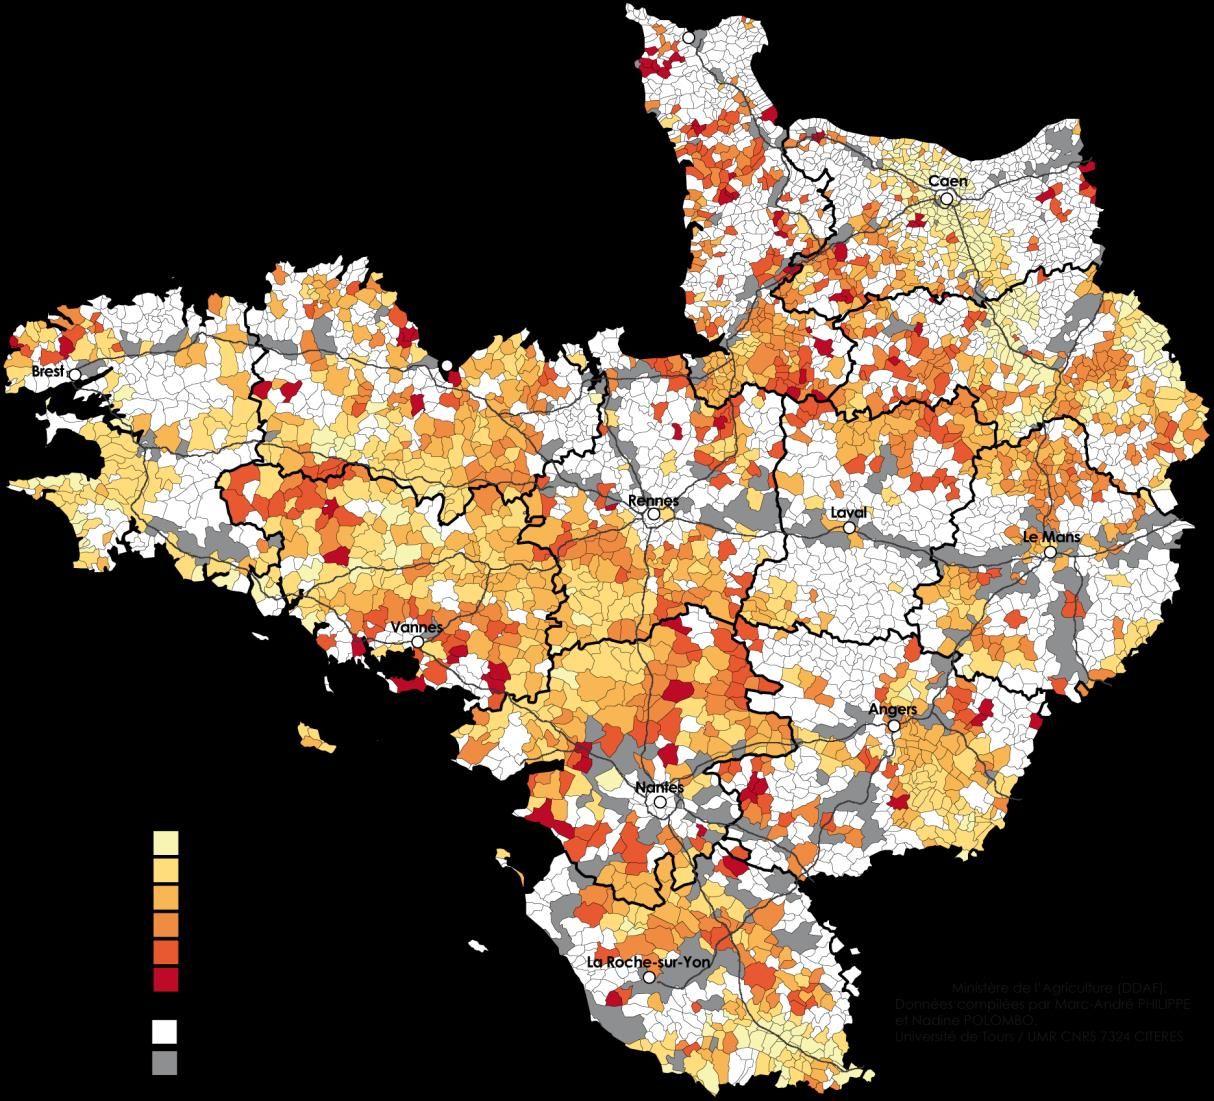 Caen
Brest
Rennes
Laval
Le Mans
Vannes
Angers
Nantes
La Roche-sur-Yon
Ministère de l'Agriculture (DDAF).
Données compilées par Marc-André PHILIPPE
et Nadine POLOMBO.
Université de Tours / UMR CNRS 7324 CITERES